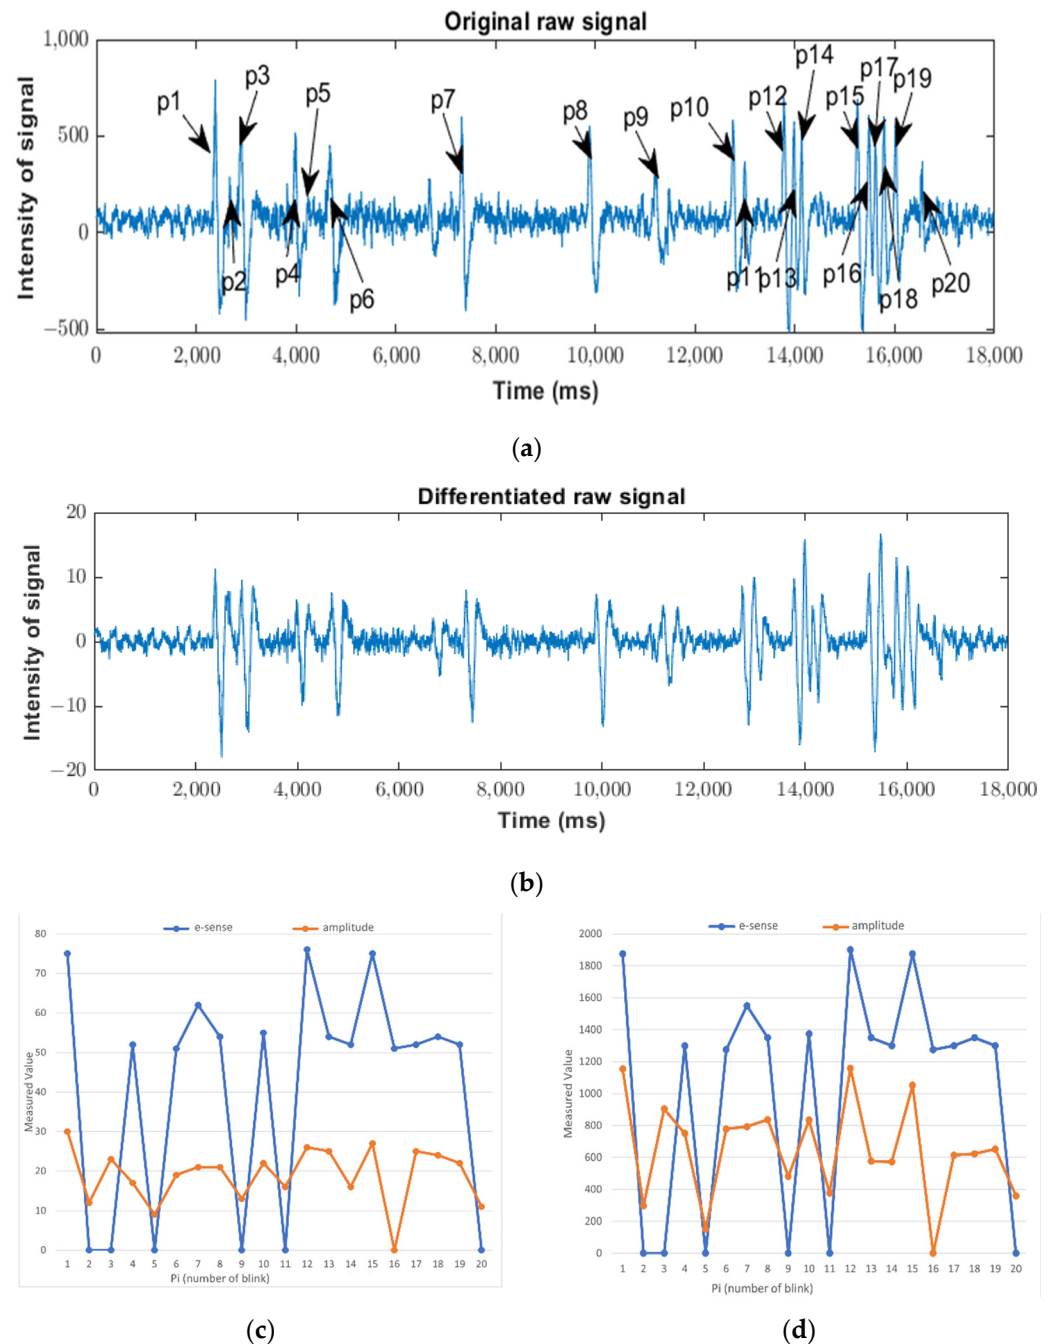 Original raw signal
1,000
500
0
−500
Intensity of signal
p1
p2
p3
p4
p5
p6
p7
p8
p9
p10
p11
p12
p13
p14
p15
p16
p17
p18
p19
p20
0 2,000 4,000 6,000 8,000 10,000 12,000 14,000 16,000 18,000
Time (ms)
(a)
Differentiated raw signal
20
10
0
−10
−20
Intensity of signal
0 2,000 4,000 6,000 8,000 10,000 12,000 14,000 16,000 18,000
Time (ms)
(b)
e-sense amplitude
80
70
60
50
40
30
20
10
0
Measured Value
1 2 3 4 5 6 7 8 9 10 11 12 13 14 15 16 17 18 19 20
Pi (number of blink)
(c)
e-sense amplitude
2000
1800
1600
1400
1200
1000
800
600
400
200
0
Measured Value
1 2 3 4 5 6 7 8 9 10 11 12 13 14 15 16 17 18 19 20
Pi (number of blink)
(d)